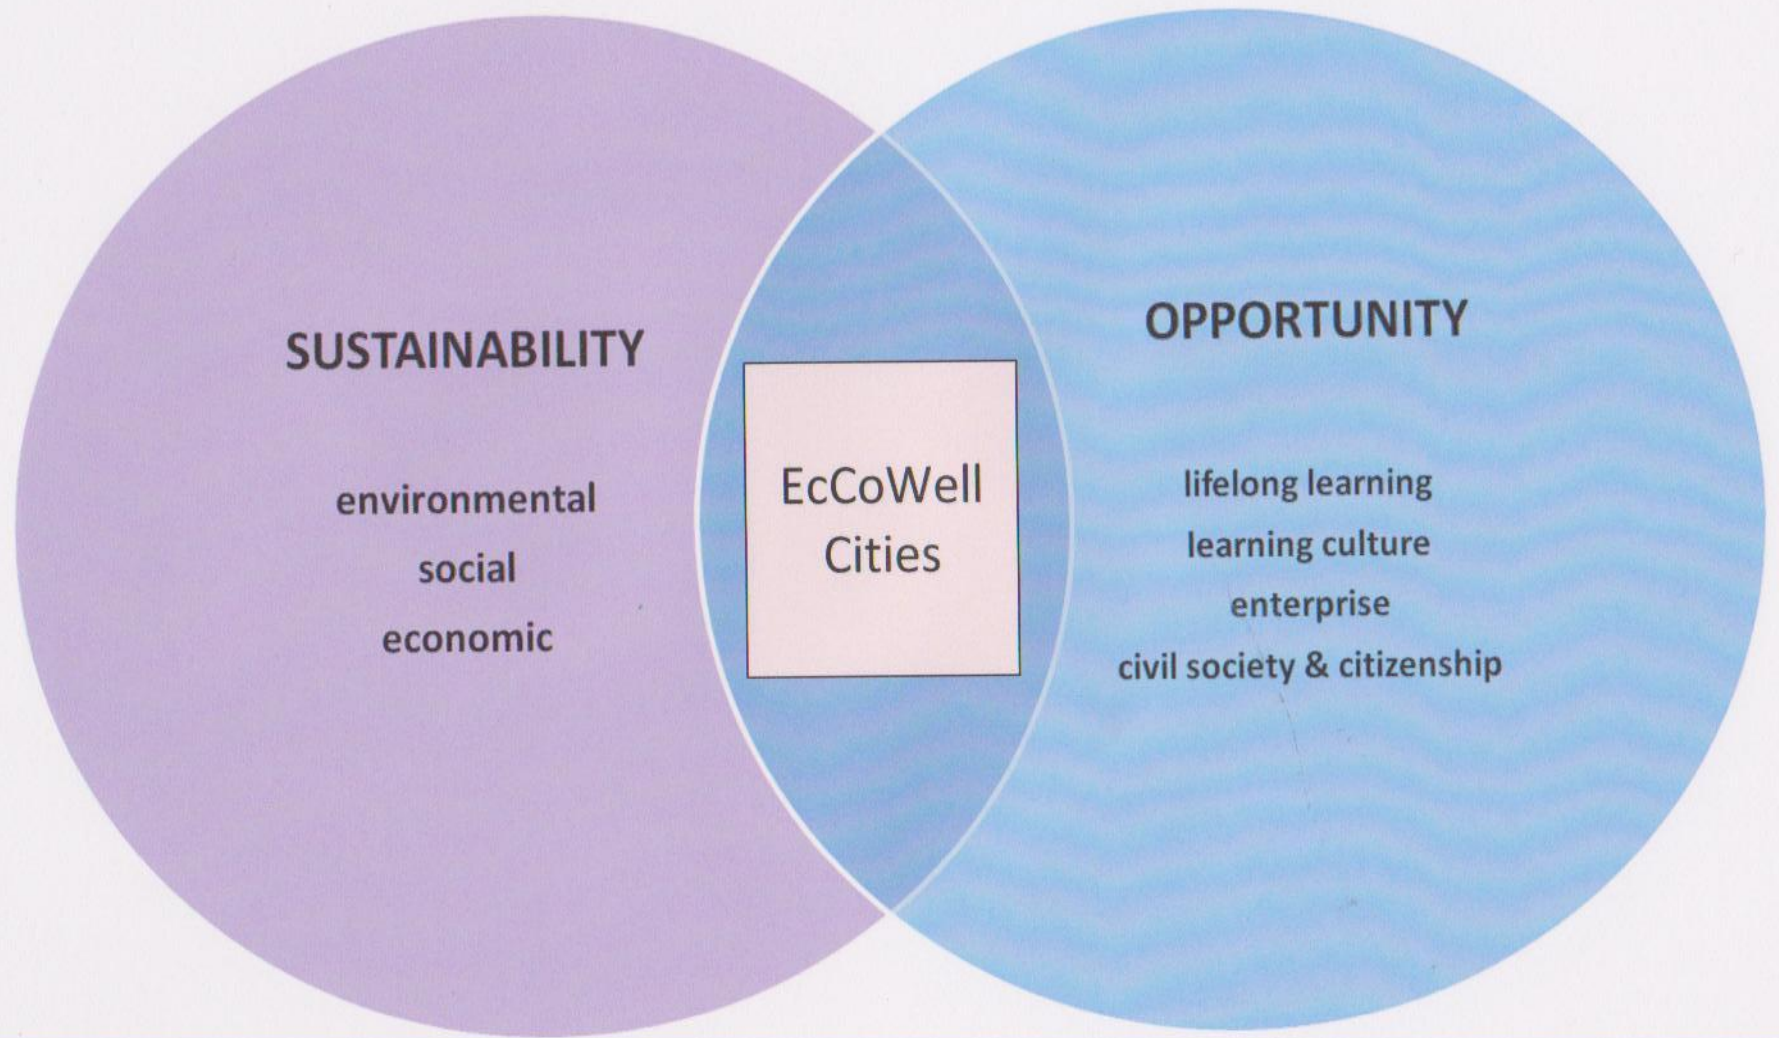 SUSTAINABILITY
environmental
social
economic
EcCoWell
Cities
OPPORTUNITY
lifelong learning
learning culture
enterprise
civil society & citizenship